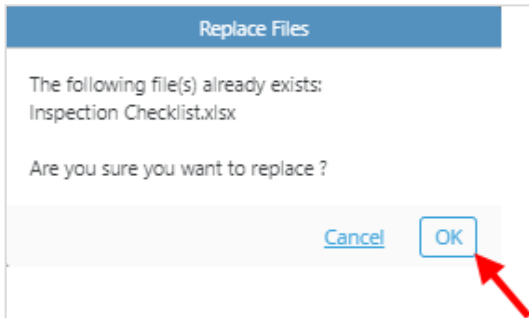 Replace Files
The following file(s) already exists:
Inspection Checklist.xlsx
Are you sure you want to replace ?
Cancel
OK